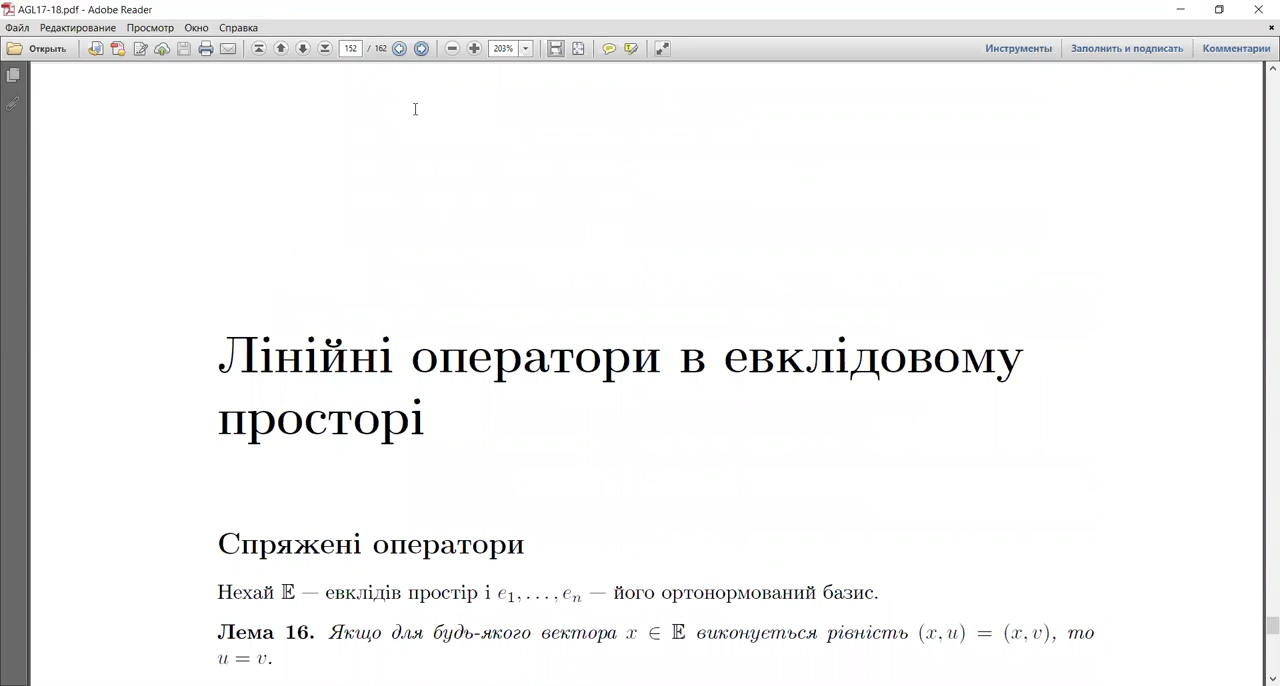 AGL17-18.pdf - Adobe Reader
Файл Редактирование Просмотр Окно Справка
Открыть 152 / 162 203% Инструменты Заполнить и подписать Комментарии
Лінійні оператори в евклідовому
просторі
Спряжені оператори
Нехай 𝔼 — евклідів простір і e₁, . . . , eₙ — його ортонормований базис.
Лема 16. Якщо для будь-якого вектора x ∈ 𝔼 виконується рівність (x, u) = (x, v), то
u = v.